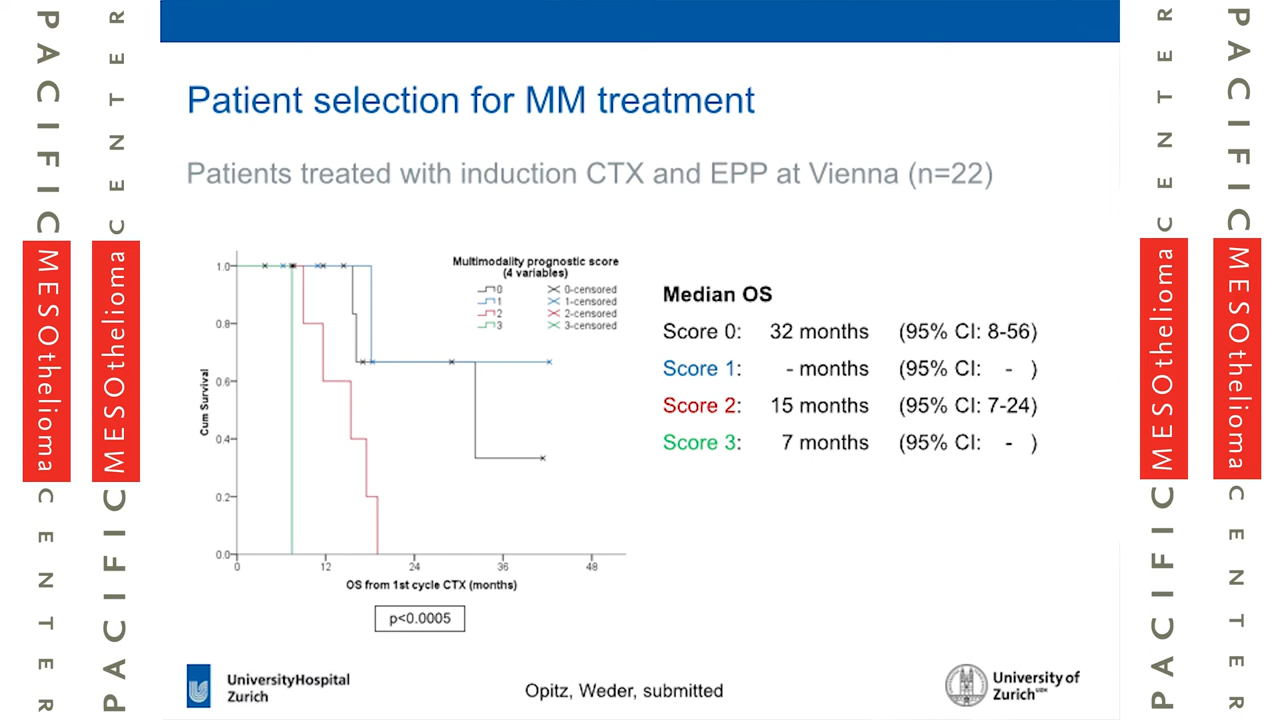 PACIFIC MESOthelioma CENTER
PACIFIC MESOthelioma CENTER
Patient selection for MM treatment
Patients treated with induction CTX and EPP at Vienna (n=22)
Multimodality prognostic score
(4 variables)
0 0-censored
1 1-censored
2 2-censored
3 3-censored
Cum Survival
1.0
0.8
0.6
0.4
0.2
0.0
0 12 24 36 48
OS from 1st cycle CTX (months)
p<0.0005
Median OS
Score 0: 32 months (95% CI: 8-56)
Score 1: - months (95% CI: - )
Score 2: 15 months (95% CI: 7-24)
Score 3: 7 months (95% CI: - )
UniversityHospital
Zurich
Opitz, Weder, submitted
University of
Zurich UZH
PACIFIC MESOthelioma CENTER
PACIFIC MESOthelioma CENTER